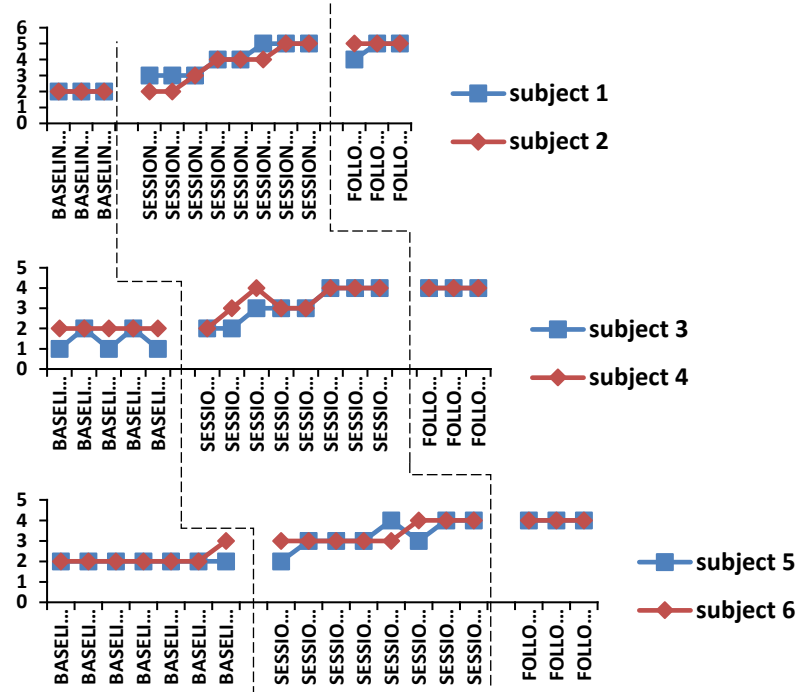 6
5
4
3
2
1
0
BASELIN...
BASELIN...
BASELIN...
SESSION...
SESSION...
SESSION...
SESSION...
SESSION...
SESSION...
SESSION...
SESSION...
FOLLO...
FOLLO...
FOLLO...
subject 1
subject 2
5
4
3
2
1
0
BASELI...
BASELI...
BASELI...
BASELI...
BASELI...
SESSIO...
SESSIO...
SESSIO...
SESSIO...
SESSIO...
SESSIO...
SESSIO...
SESSIO...
FOLLO...
FOLLO...
FOLLO...
subject 3
subject 4
5
4
3
2
1
0
BASELI...
BASELI...
BASELI...
BASELI...
BASELI...
BASELI...
BASELI...
SESSIO...
SESSIO...
SESSIO...
SESSIO...
SESSIO...
SESSIO...
SESSIO...
SESSIO...
FOLLO...
FOLLO...
FOLLO...
subject 5
subject 6